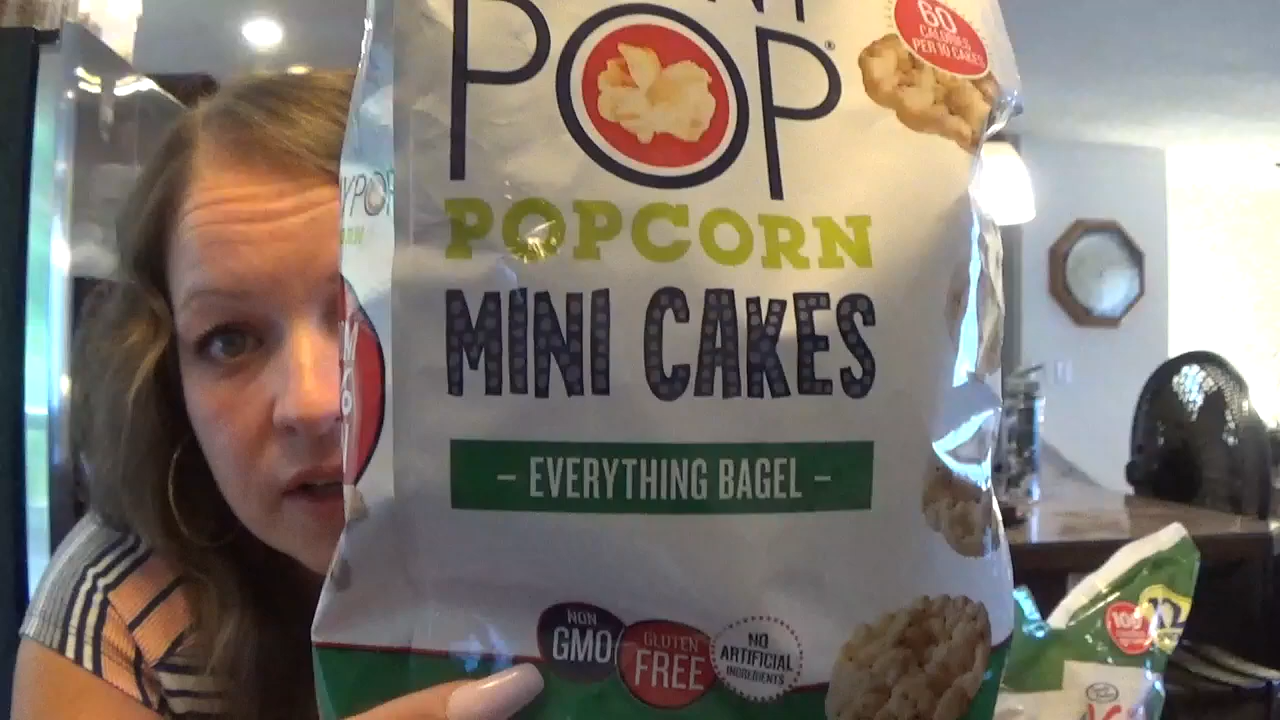 POP®
60
CALORIES
PER 10 CAKES
POPCORN
MINI CAKES
– EVERYTHING BAGEL –
NON
GMO
GLUTEN
FREE
NO
ARTIFICIAL
INGREDIENTS
100
12